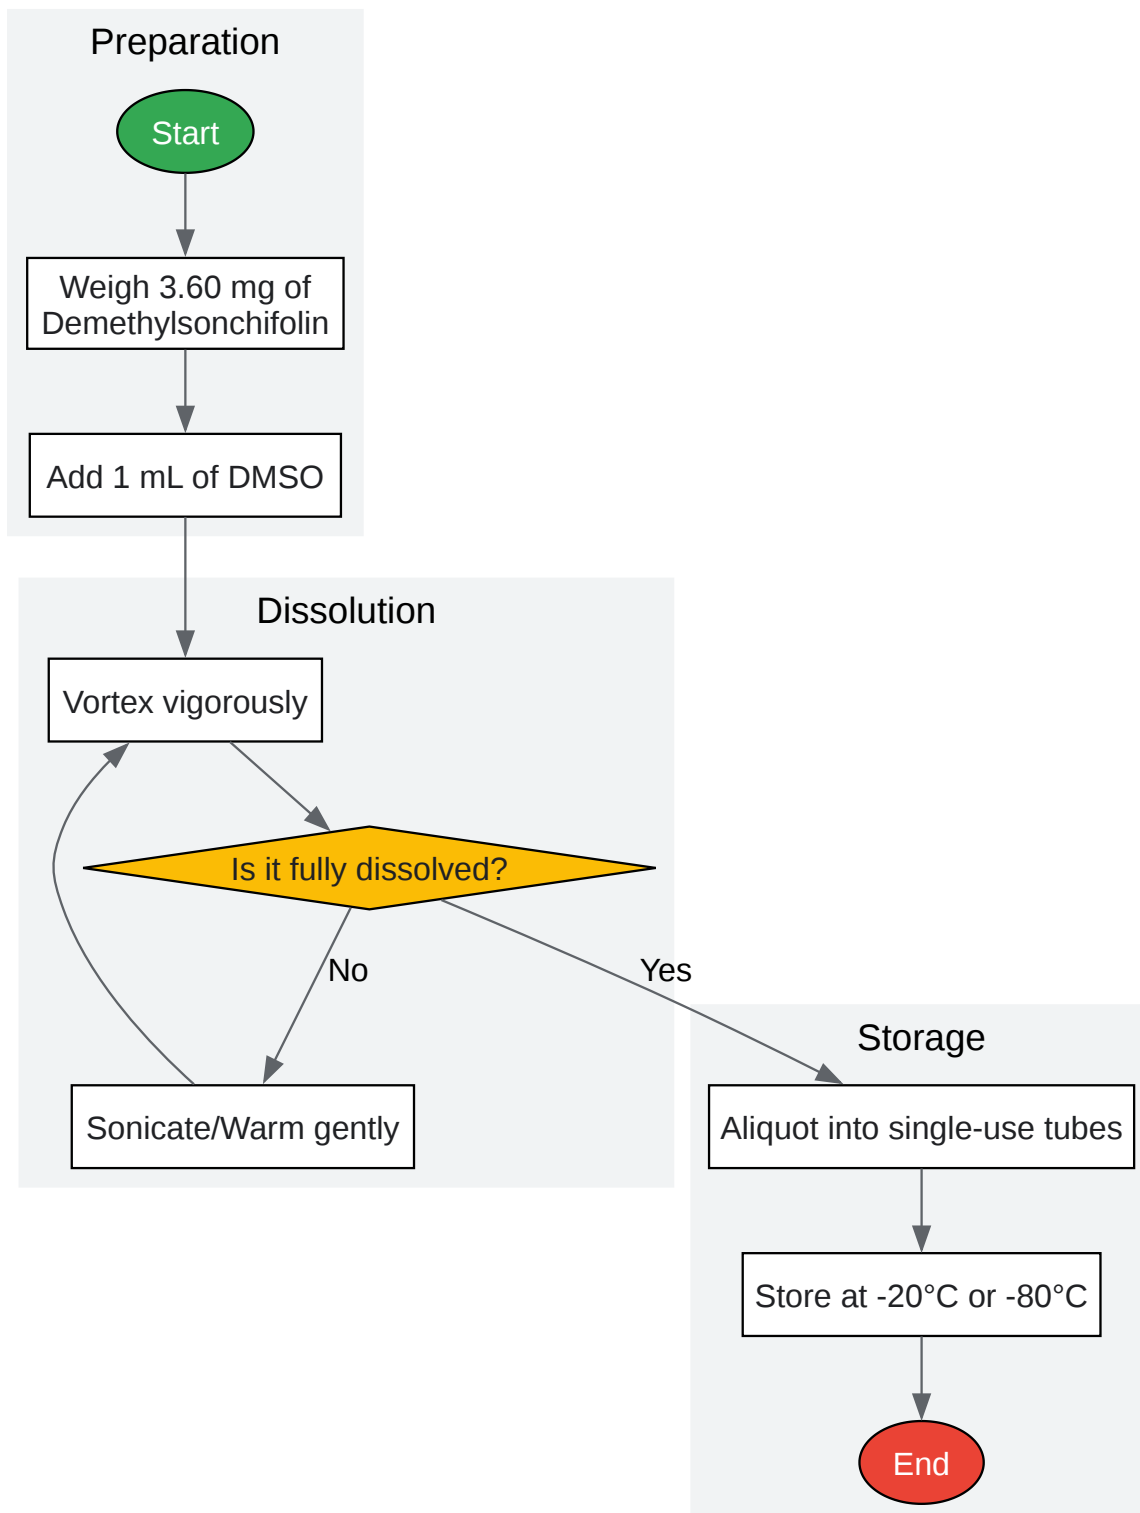 Preparation
Start
Weigh 3.60 mg of
Demethylsonchifolin
Add 1 mL of DMSO
Dissolution
Vortex vigorously
Is it fully dissolved?
No
Yes
Sonicate/Warm gently
Storage
Aliquot into single-use tubes
Store at -20°C or -80°C
End